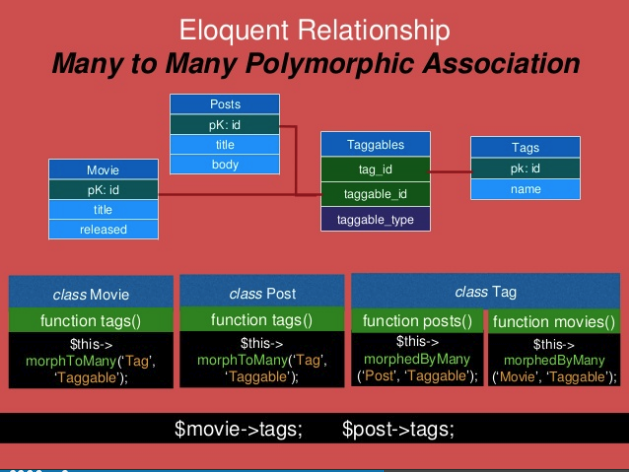 Eloquent Relationship
Many to Many Polymorphic Association
Posts
pK: id
title
body
Movie
pK: id
title
released
Taggables
tag_id
taggable_id
taggable_type
Tags
pk: id
name
class Movie
function tags()
$this->
morphToMany(‘Tag’,
‘Taggable’);
class Post
function tags()
$this->
morphToMany(‘Tag’,
‘Taggable’);
class Tag
function posts()
$this->
morphedByMany
(‘Post’, ‘Taggable’);
function movies()
$this->
morphedByMany
(‘Movie’, ‘Taggable’);
$movie->tags; $post->tags;